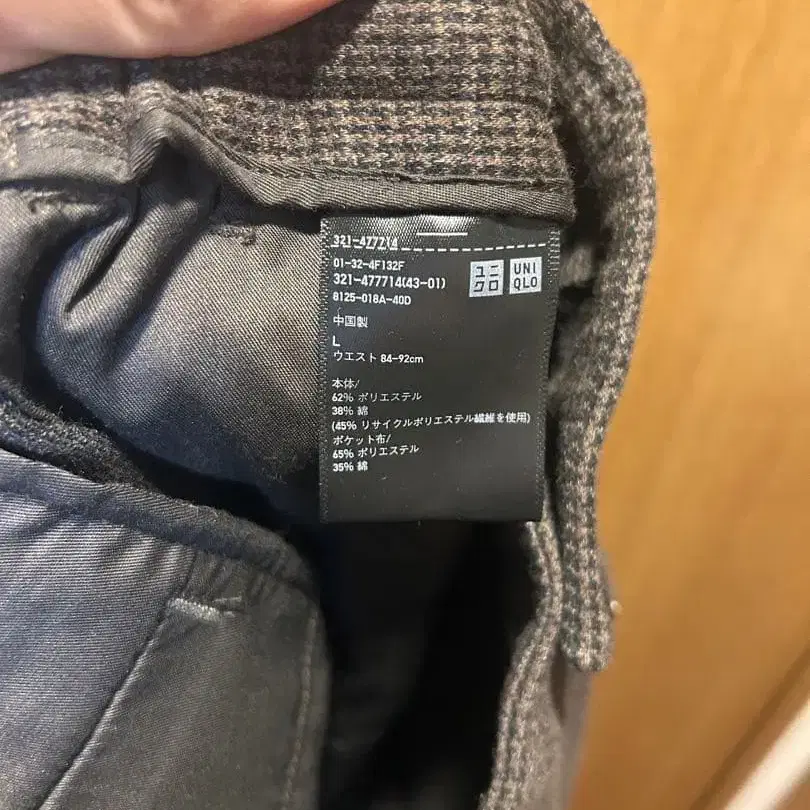 321-477714
01-32-4F132F
321-477714(43-01)
8125-018A-40D
ユニ
クロ
UNI
QLO
中国製
L
ウエスト 84-92cm
本体/
62% ポリエステル
38% 綿
(45% リサイクルポリエステル繊維を使用)
ポケット布/
65% ポリエステル
35% 綿